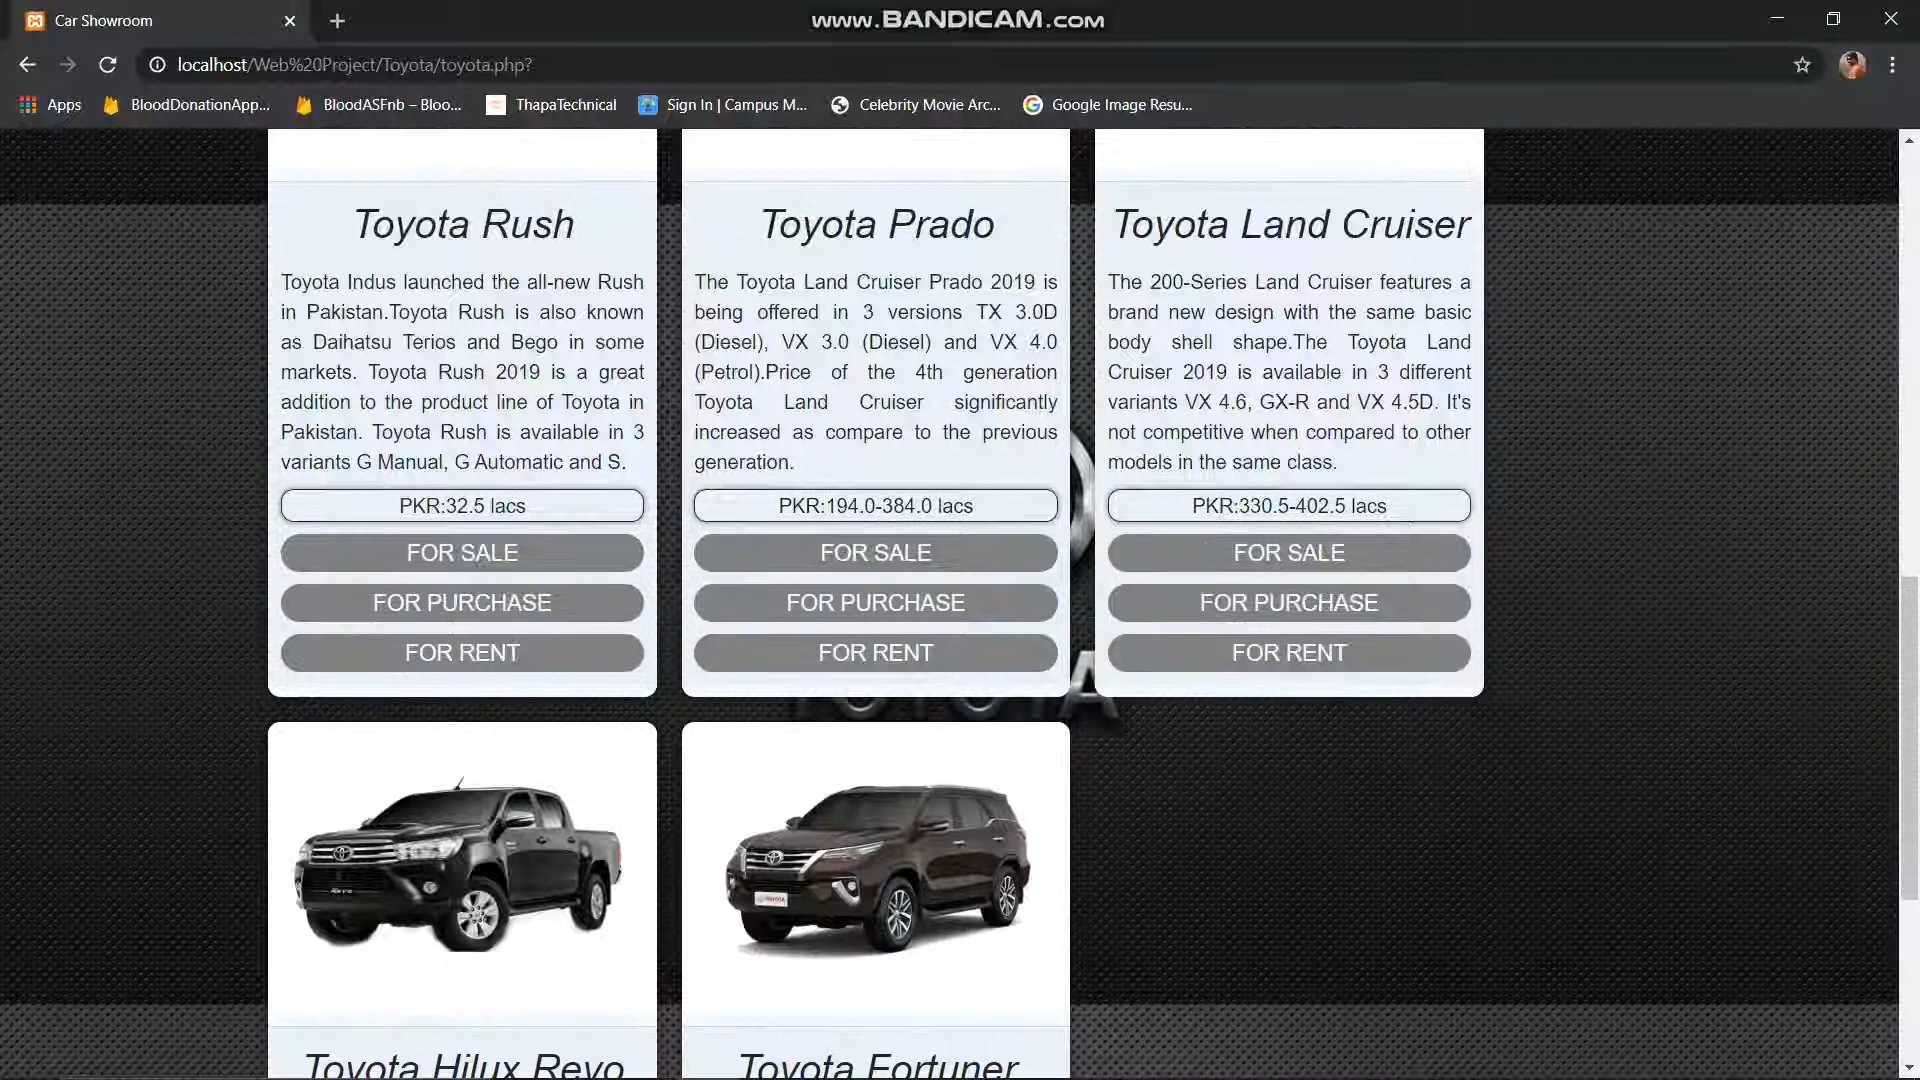 Car Showroom
www.BANDICAM.com
localhost/Web%20Project/Toyota/toyota.php?
Apps
BloodDonationApp...
BloodASFnb – Bloo...
ThapaTechnical
Sign In | Campus M...
Celebrity Movie Arc...
Google Image Resu...
Toyota Rush
Toyota Indus launched the all-new Rush
in Pakistan.Toyota Rush is also known
as Daihatsu Terios and Bego in some
markets. Toyota Rush 2019 is a great
addition to the product line of Toyota in
Pakistan. Toyota Rush is available in 3
variants G Manual, G Automatic and S.
PKR:32.5 lacs
FOR SALE
FOR PURCHASE
FOR RENT
Toyota Prado
The Toyota Land Cruiser Prado 2019 is
being offered in 3 versions TX 3.0D
(Diesel), VX 3.0 (Diesel) and VX 4.0
(Petrol).Price of the 4th generation
Toyota Land Cruiser significantly
increased as compare to the previous
generation.
PKR:194.0-384.0 lacs
FOR SALE
FOR PURCHASE
FOR RENT
Toyota Land Cruiser
The 200-Series Land Cruiser features a
brand new design with the same basic
body shell shape.The Toyota Land
Cruiser 2019 is available in 3 different
variants VX 4.6, GX-R and VX 4.5D. It's
not competitive when compared to other
models in the same class.
PKR:330.5-402.5 lacs
FOR SALE
FOR PURCHASE
FOR RENT
TOYOTA
Toyota Hilux Revo
Toyota Fortuner